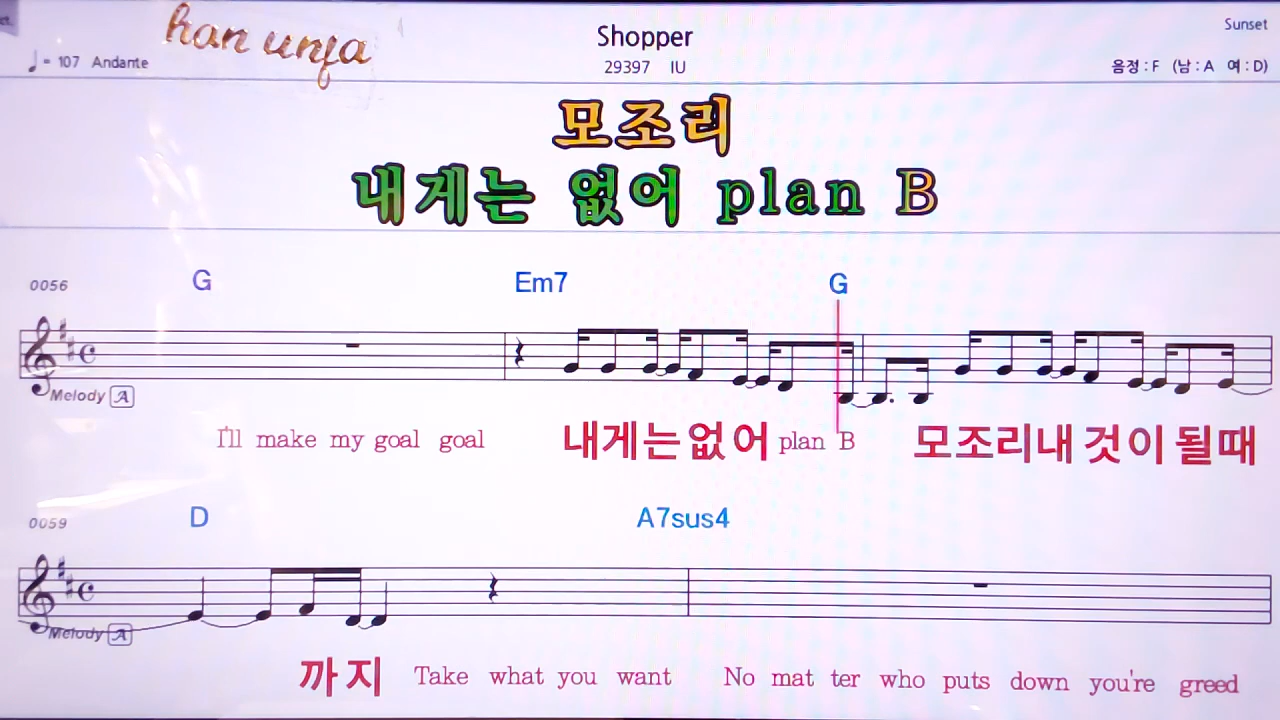 ct.
han unfa
Shopper
Sunset
♩= 107 Andante
29397 IU
음정 : F (남 : A 여 : D)
모조리
내게는 없어 plan B
0056 G Em7 G
Melody A
I'll make my goal goal 내게는없어 plan B 모조리내 것이 될때
0059 D A7sus4
Melody A
까지 Take what you want No mat ter who puts down you're greed